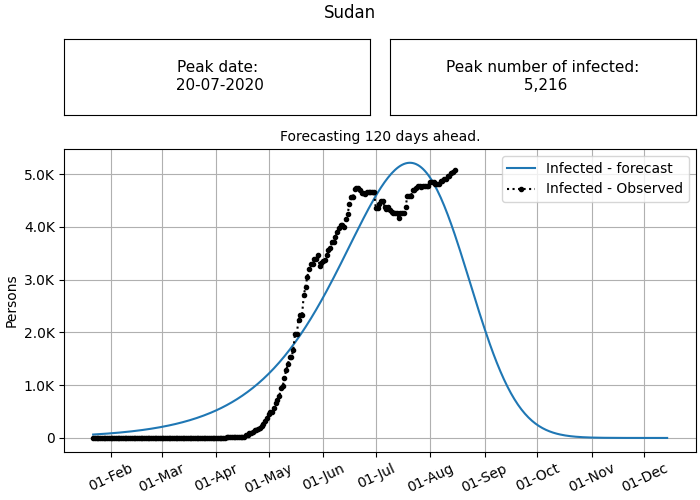 Sudan
Peak date:
20-07-2020
Peak number of infected:
5,216
Forecasting 120 days ahead.
Infected - forecast
Infected - Observed
Persons
5.0K
4.0K
3.0K
2.0K
1.0K
0
01-Feb
01-Mar
01-Apr
01-May
01-Jun
01-Jul
01-Aug
01-Sep
01-Oct
01-Nov
01-Dec